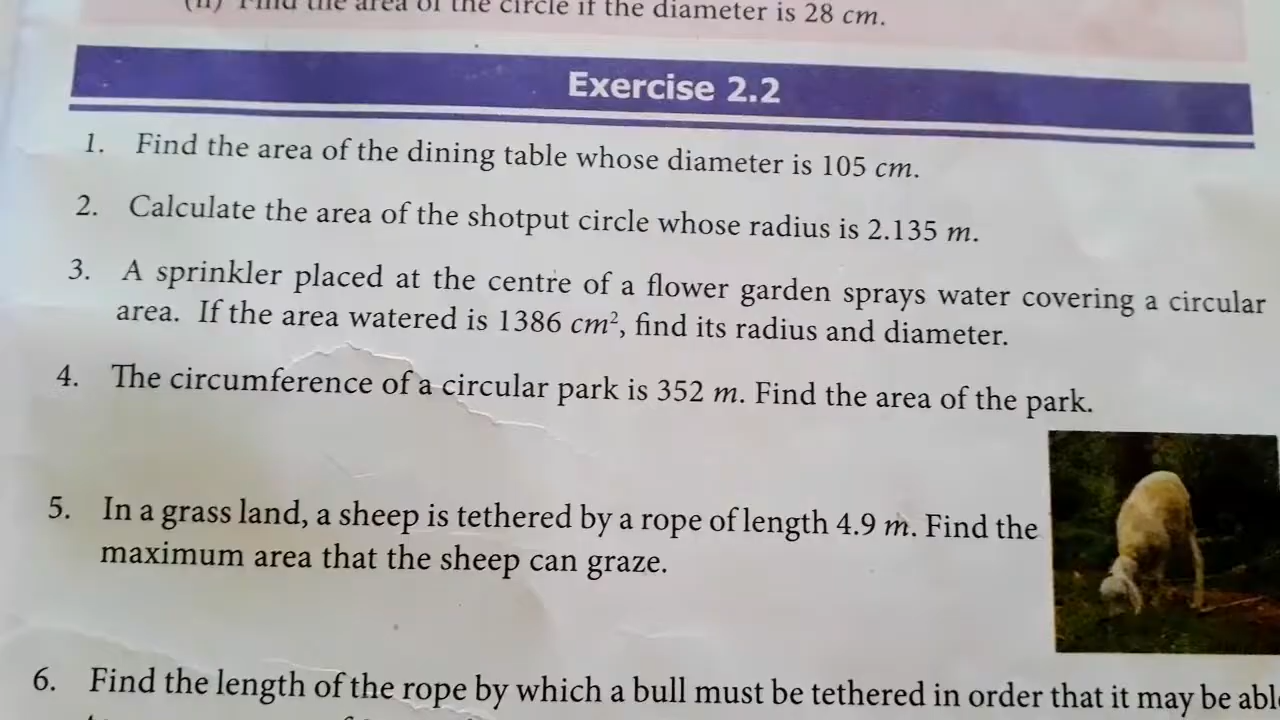 (ii) Find the area of the circle if the diameter is 28 cm.
Exercise 2.2
1. Find the area of the dining table whose diameter is 105 cm.
2. Calculate the area of the shotput circle whose radius is 2.135 m.
3. A sprinkler placed at the centre of a flower garden sprays water covering a circular
area. If the area watered is 1386 cm², find its radius and diameter.
4. The circumference of a circular park is 352 m. Find the area of the park.
5. In a grass land, a sheep is tethered by a rope of length 4.9 m. Find the
maximum area that the sheep can graze.
6. Find the length of the rope by which a bull must be tethered in order that it may be